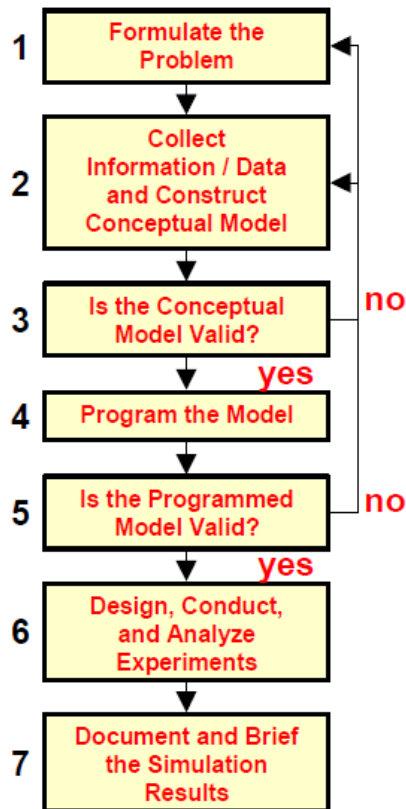 1
Formulate the
Problem
2
Collect
Information / Data
and Construct
Conceptual Model
3
Is the Conceptual
Model Valid?
no
yes
4
Program the Model
5
Is the Programmed
Model Valid?
no
yes
6
Design, Conduct,
and Analyze
Experiments
7
Document and Brief
the Simulation
Results